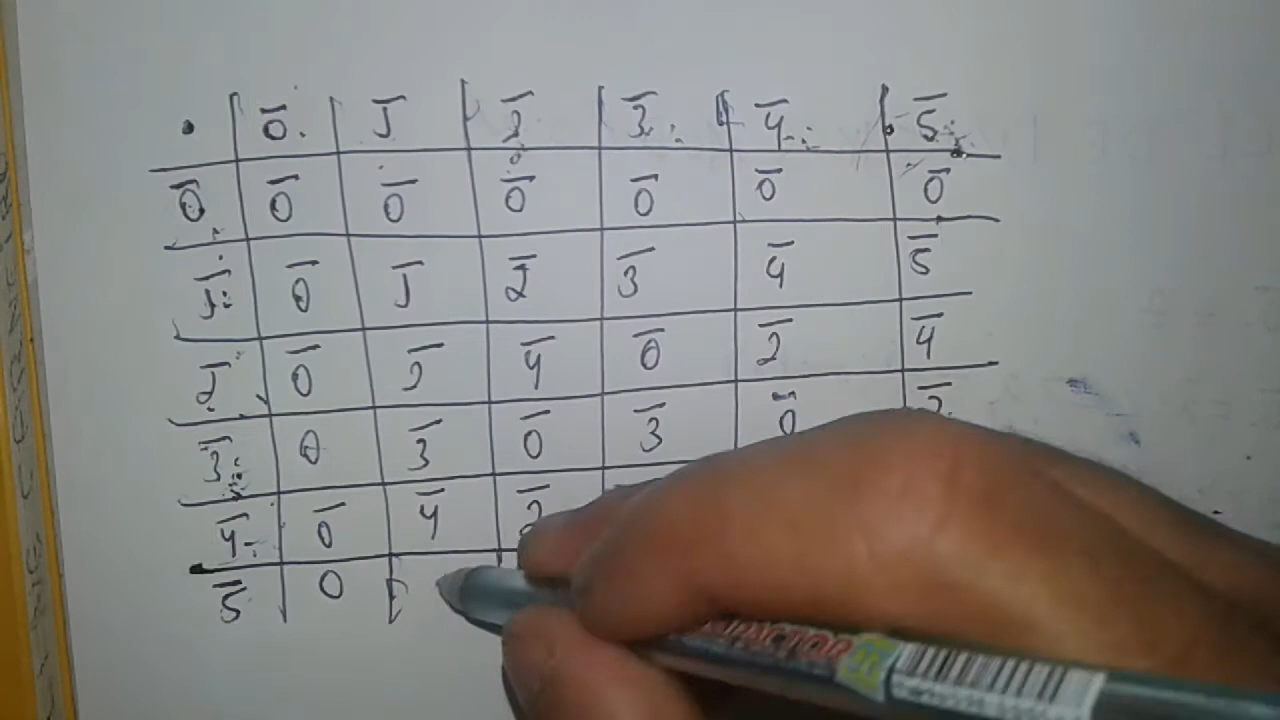 · 0̅ 1̅ 2̅ 3̅ 4̅ 5̅
0̅ 0̅ 0̅ 0̅ 0̅ 0̅ 0̅
1̅ 0̅ 1̅ 2̅ 3̅ 4̅ 5̅
2̅ 0̅ 2̅ 4̅ 0̅ 2̅ 4̅
3̅ 0 3̅ 0̅ 3̅ 0̅
4̅ 0̅ 4̅ 2̅
5̅ 0
FACTOR